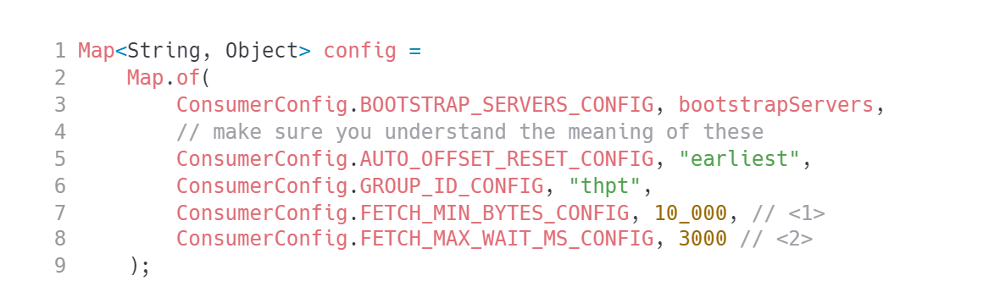 1 Map<String, Object> config =
2     Map.of(
3         ConsumerConfig.BOOTSTRAP_SERVERS_CONFIG, bootstrapServers,
4         // make sure you understand the meaning of these
5         ConsumerConfig.AUTO_OFFSET_RESET_CONFIG, "earliest",
6         ConsumerConfig.GROUP_ID_CONFIG, "thpt",
7         ConsumerConfig.FETCH_MIN_BYTES_CONFIG, 10_000, // <1>
8         ConsumerConfig.FETCH_MAX_WAIT_MS_CONFIG, 3000 // <2>
9     );